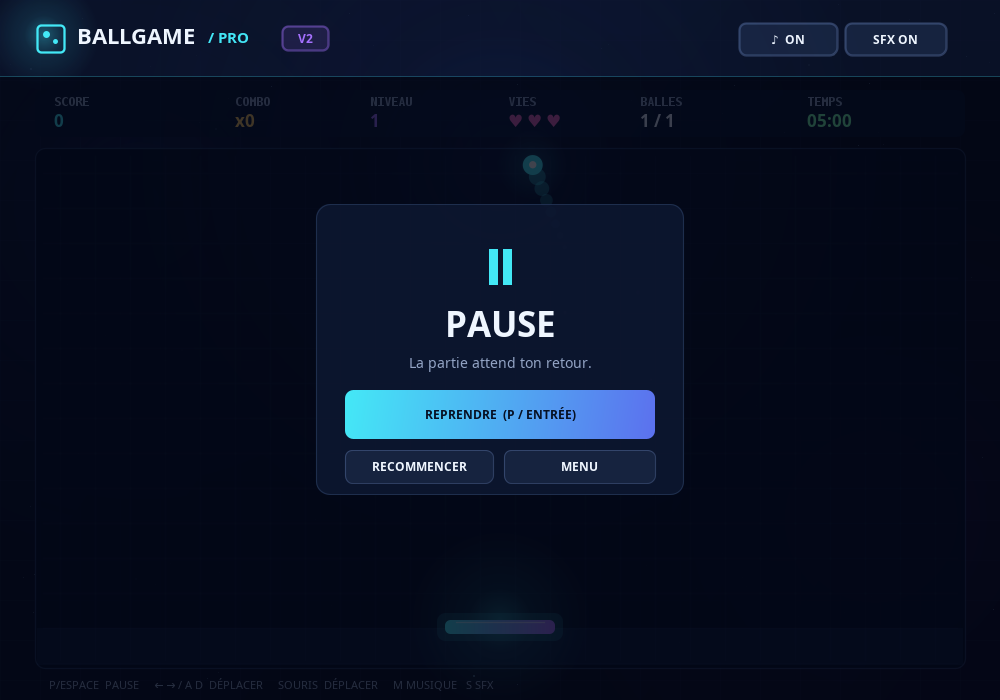 BALLGAME / PRO V2 ♪ ON SFX ON
SCORE COMBO NIVEAU VIES BALLES TEMPS
0 x0 1 ♥ ♥ ♥ 1 / 1 05:00
PAUSE
La partie attend ton retour.
REPRENDRE (P / ENTRÉE)
RECOMMENCER MENU
P/ESPACE PAUSE ←→/ A D DÉPLACER SOURIS DÉPLACER M MUSIQUE S SFX